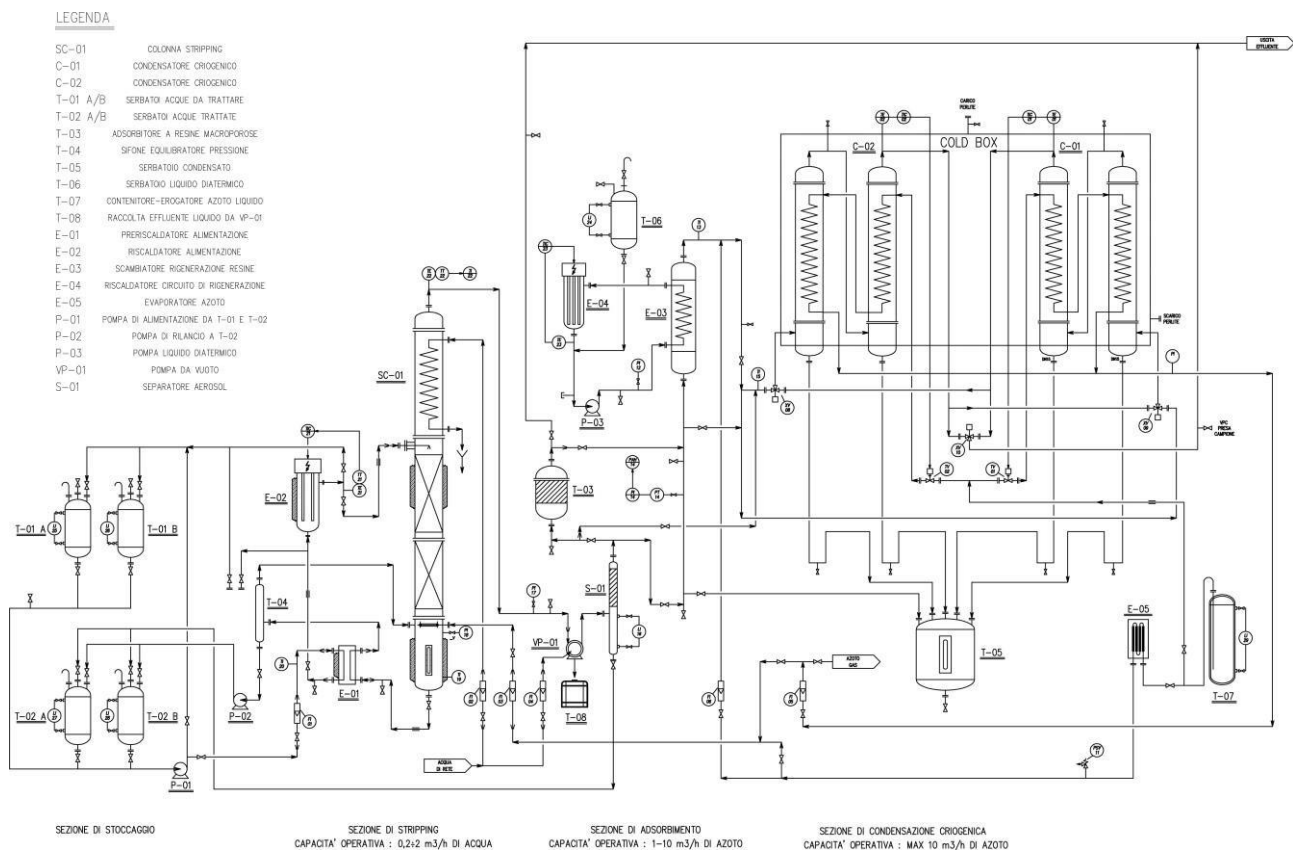 LEGENDA
SC-01 COLONNA STRIPPING
C-01 CONDENSATORE CRIOGENICO
C-02 CONDENSATORE CRIOGENICO
T-01 A/B SERBATOI ACQUE DA TRATTARE
T-02 A/B SERBATOI ACQUE TRATTATE
T-03 ADSORBITORE A RESINE MACROPOROSE
T-04 SIFONE EQUILIBRATORE PRESSIONE
T-05 SERBATOIO CONDENSATO
T-06 SERBATOIO LIQUIDO DIATERMICO
T-07 CONTENITORE-EROGATORE AZOTO LIQUIDO
T-08 RACCOLTA EFFLUENTE LIQUIDO DA VP-01
E-01 PRERISCALDATORE ALIMENTAZIONE
E-02 RISCALDATORE ALIMENTAZIONE
E-03 SCAMBIATORE RIGENERAZIONE RESINE
E-04 RISCALDATORE CIRCUITO DI RIGENERAZIONE
E-05 EVAPORATORE AZOTO
P-01 POMPA DI ALIMENTAZIONE DA T-01 E T-02
P-02 POMPA DI RILANCIO A T-02
P-03 POMPA LIQUIDO DIATERMICO
VP-01 POMPA DA VUOTO
S-01 SEPARATORE AEROSOL
USCITA
EFFLUENTE
CARICO
PERLITE
COLD BOX
C-02
C-01
T-06
E-04
E-03
SCARICO
PERLITE
SC-01
P-03
VPC
PRESA
CAMPIONE
E-02
T-03
T-01 A
T-01 B
T-04
S-01
E-05
VP-01
AZOTO
GAS
T-05
T-07
E-01
T-02 A
T-02 B
P-02
T-08
ACQUA
DI RETE
P-01
SEZIONE DI STOCCAGGIO
SEZIONE DI STRIPPING
CAPACITA' OPERATIVA : 0,2÷2 m3/h DI ACQUA
SEZIONE DI ADSORBIMENTO
CAPACITA' OPERATIVA : 1-10 m3/h DI AZOTO
SEZIONE DI CONDENSAZIONE CRIOGENICA
CAPACITA' OPERATIVA : MAX 10 m3/h DI AZOTO